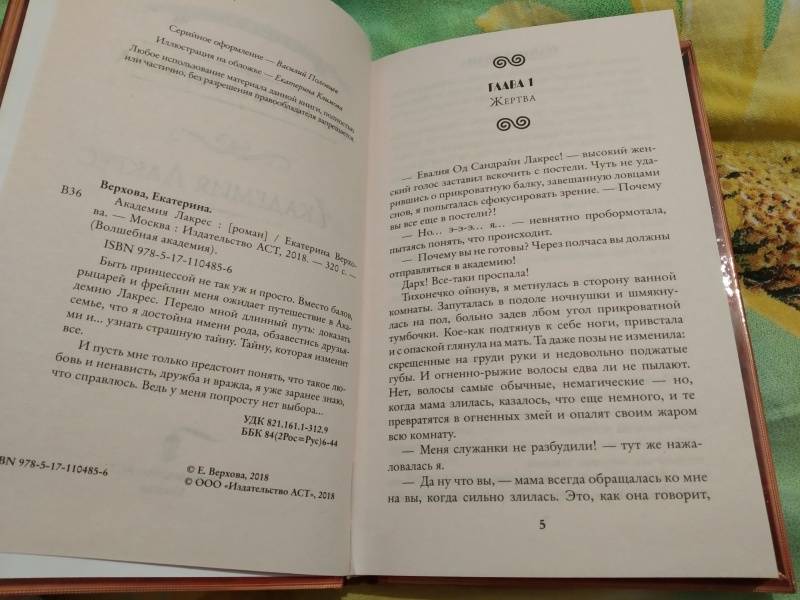 Серийное оформление — Василий Половцев
Иллюстрация на обложке — Екатерина Климова
Любое использование материала данной книги, полностью
или частично, без разрешения правообладателя запрещается.
Верхова, Екатерина.
В36
Академия Лакрес : [роман] / Екатерина Верхо-
ва. — Москва : Издательство АСТ, 2018. — 320 с. —
(Волшебная академия).
ISBN 978-5-17-110485-6
Быть принцессой не так уж и просто. Вместо балов,
рыцарей и фрейлин меня ожидает путешествие в Ака-
демию Лакрес. Передо мной длинный путь: доказать
семье, что я достойна имени рода, обзавестись друзья-
ми и... узнать страшную тайну. Тайну, которая изменит
все.
И пусть мне только предстоит понять, что такое лю-
бовь и ненависть, дружба и вражда, я уже заранее знаю,
что справлюсь. Ведь у меня попросту нет выбора...
УДК 821.161.1-312.9
ББК 84(2Рос=Рус)6-44
BN 978-5-17-110485-6
© Е. Верхова, 2018
© ООО «Издательство АСТ», 2018
ГЛАВА 1
ЖЕРТВА
— Евалия Од Сандрайн Лакрес! — высокий жен-
ский голос заставил вскочить с постели. Чуть не уда-
рившись о прикроватную балку, завешанную ловцами
снов, я попыталась сфокусировать зрение. — Почему
вы все еще в постели?!
— Но... э-э-э... я... — невнятно пробормотала,
пытаясь понять, что происходит.
— Почему вы не готовы? Через полчаса вы должны
отправляться в академию!
Дарх! Все-таки проспала!
Тихонечко ойкнув, я метнулась в сторону ванной
комнаты. Запуталась в подоле ночнушки и шмякну-
лась на пол, больно задев лбом угол прикроватной
тумбочки. Кое-как подтянув к себе ноги, привстала
и с опаской глянула на мать. Та даже позы не изменила:
скрещенные на груди руки и недовольно поджатые
губы. И огненно-рыжие волосы едва ли не пылают.
Нет, волосы самые обычные, немагические — но,
когда мама злилась, казалось, что еще немного, и те
превратятся в огненных змей и опалят своим жаром
всю комнату.
— Меня служанки не разбудили! — тут же нажа-
ловалась я.
— Да ну что вы, — мама всегда обращалась ко мне
на вы, когда сильно злилась. Это, как она говорит,
5